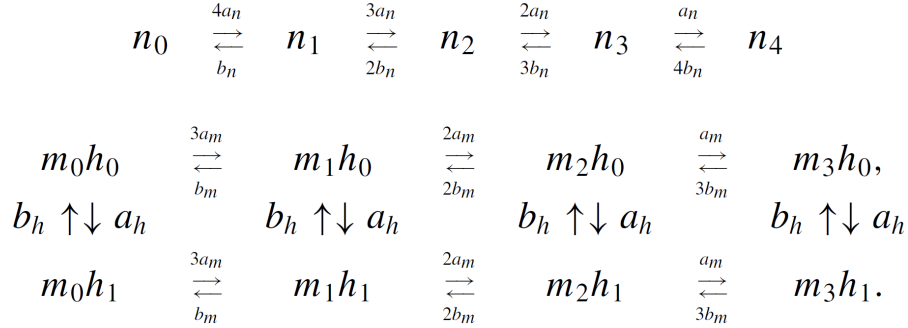 4aₙ 3aₙ 2aₙ aₙ
n₀ ⇄ n₁ ⇄ n₂ ⇄ n₃ ⇄ n₄
bₙ 2bₙ 3bₙ 4bₙ
3aₘ 2aₘ aₘ
m₀h₀ ⇄ m₁h₀ ⇄ m₂h₀ ⇄ m₃h₀,
bₘ 2bₘ 3bₘ
bₕ ↑↓ aₕ bₕ ↑↓ aₕ bₕ ↑↓ aₕ bₕ ↑↓ aₕ
3aₘ 2aₘ aₘ
m₀h₁ ⇄ m₁h₁ ⇄ m₂h₁ ⇄ m₃h₁.
bₘ 2bₘ 3bₘ